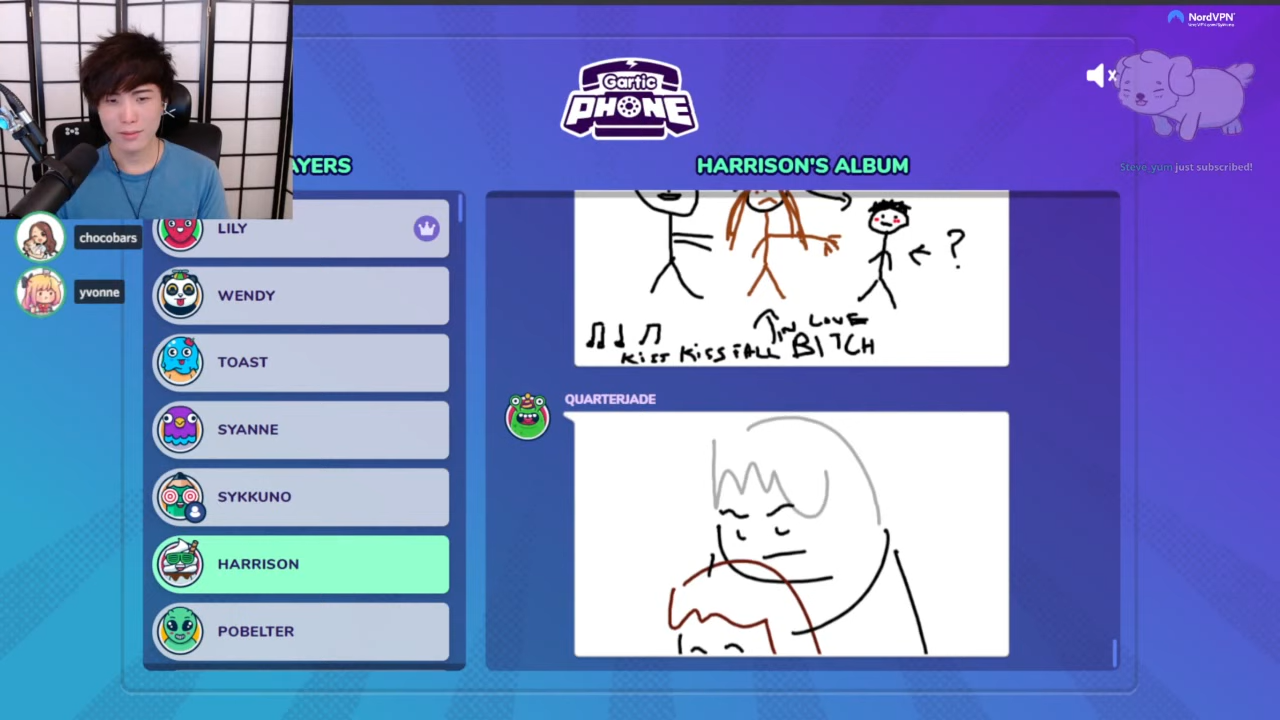 NordVPN
Gartic
PHONE
AYERS
HARRISON'S ALBUM
Steve_yum just subscribed!
chocobars
yvonne
LILY
WENDY
TOAST
SYANNE
SYKKUNO
HARRISON
POBELTER
?
IN LOVE
KISS KISS FALL BITCH
QUARTERJADE